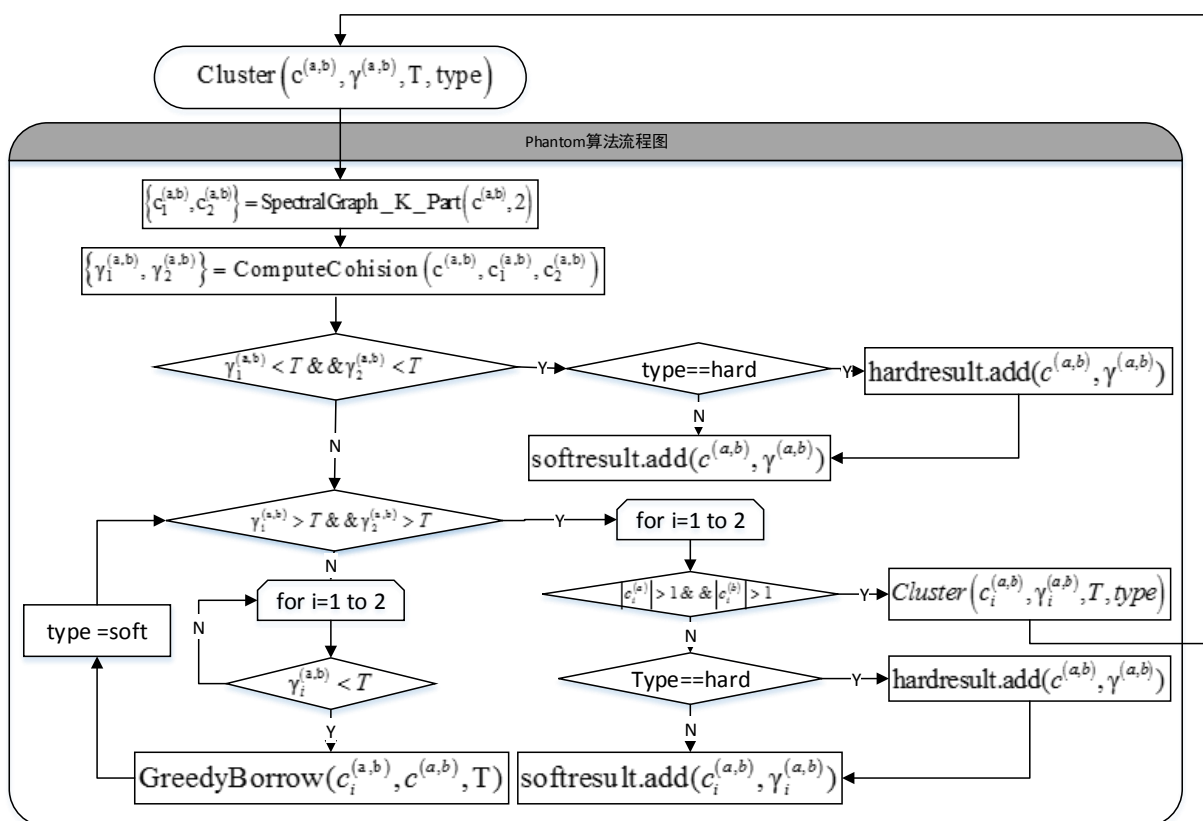 Cluster(c^(a,b), γ^(a,b), T, type)
Phantom算法流程图
{c₁^(a,b), c₂^(a,b)} = SpectralGraph_K_Part(c^(a,b), 2)
{γ₁^(a,b), γ₂^(a,b)} = ComputeCohision(c^(a,b), c₁^(a,b), c₂^(a,b))
γ₁^(a,b) < T && γ₂^(a,b) < T
Y
type==hard
Y
hardresult.add(c^(a,b), γ^(a,b))
N
N
softresult.add(c^(a,b), γ^(a,b))
γ₁^(a,b) > T && γ₂^(a,b) > T
Y
for i=1 to 2
N
for i=1 to 2
|cᵢ^(a)| > 1 && |cᵢ^(b)| > 1
Y
Cluster(cᵢ^(a,b), γᵢ^(a,b), T, type)
type =soft
N
N
γᵢ^(a,b) < T
Type==hard
Y
hardresult.add(c^(a,b), γ^(a,b))
Y
N
GreedyBorrow(cᵢ^(a,b), c^(a,b), T)
softresult.add(cᵢ^(a,b), γᵢ^(a,b))